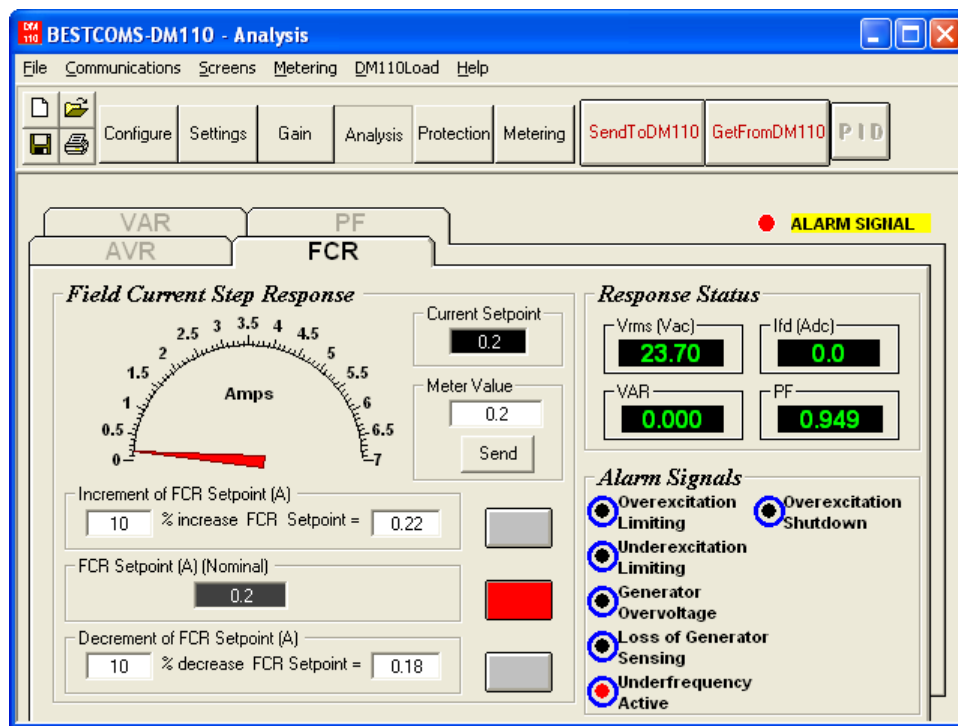 DM 110 BESTCOMS-DM110 - Analysis
File Communications Screens Metering DM110Load Help
Configure Settings Gain Analysis Protection Metering SendToDM110 GetFromDM110 PID
VAR PF
ALARM SIGNAL
AVR FCR
Field Current Step Response
0 0.5 1 1.5 2 2.5 3 3.5 4 4.5 5 5.5 6 6.5 7
Amps
Current Setpoint
0.2
Meter Value
0.2
Send
Increment of FCR Setpoint (A)
10 % increase FCR Setpoint = 0.22
FCR Setpoint (A) (Nominal)
0.2
Decrement of FCR Setpoint (A)
10 % decrease FCR Setpoint = 0.18
Response Status
Vrms (Vac)
23.70
Ifd (Adc)
0.0
VAR
0.000
PF
0.949
Alarm Signals
Overexcitation
Limiting
Overexcitation
Shutdown
Underexcitation
Limiting
Generator
Overvoltage
Loss of Generator
Sensing
Underfrequency
Active